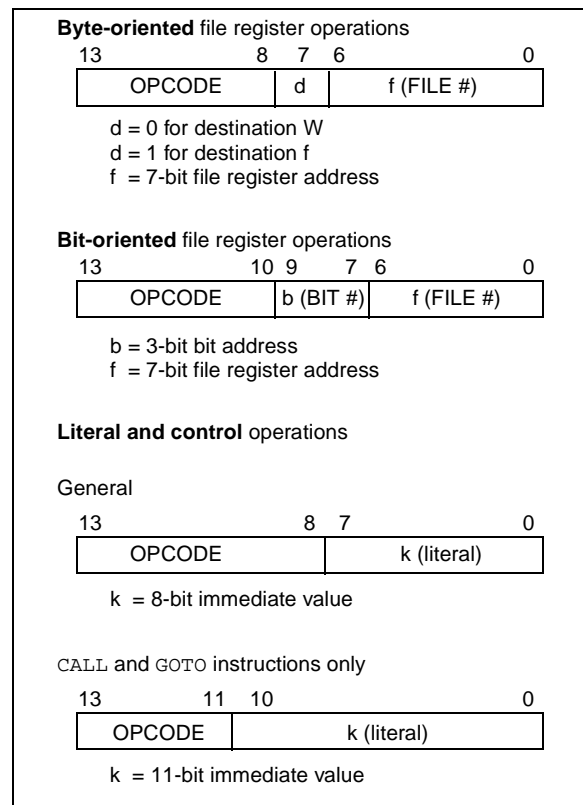 Byte-oriented file register operations
13 8 7 6 0
OPCODE d f (FILE #)
d = 0 for destination W
d = 1 for destination f
f = 7-bit file register address
Bit-oriented file register operations
13 10 9 7 6 0
OPCODE b (BIT #) f (FILE #)
b = 3-bit bit address
f = 7-bit file register address
Literal and control operations
General
13 8 7 0
OPCODE k (literal)
k = 8-bit immediate value
CALL and GOTO instructions only
13 11 10 0
OPCODE k (literal)
k = 11-bit immediate value